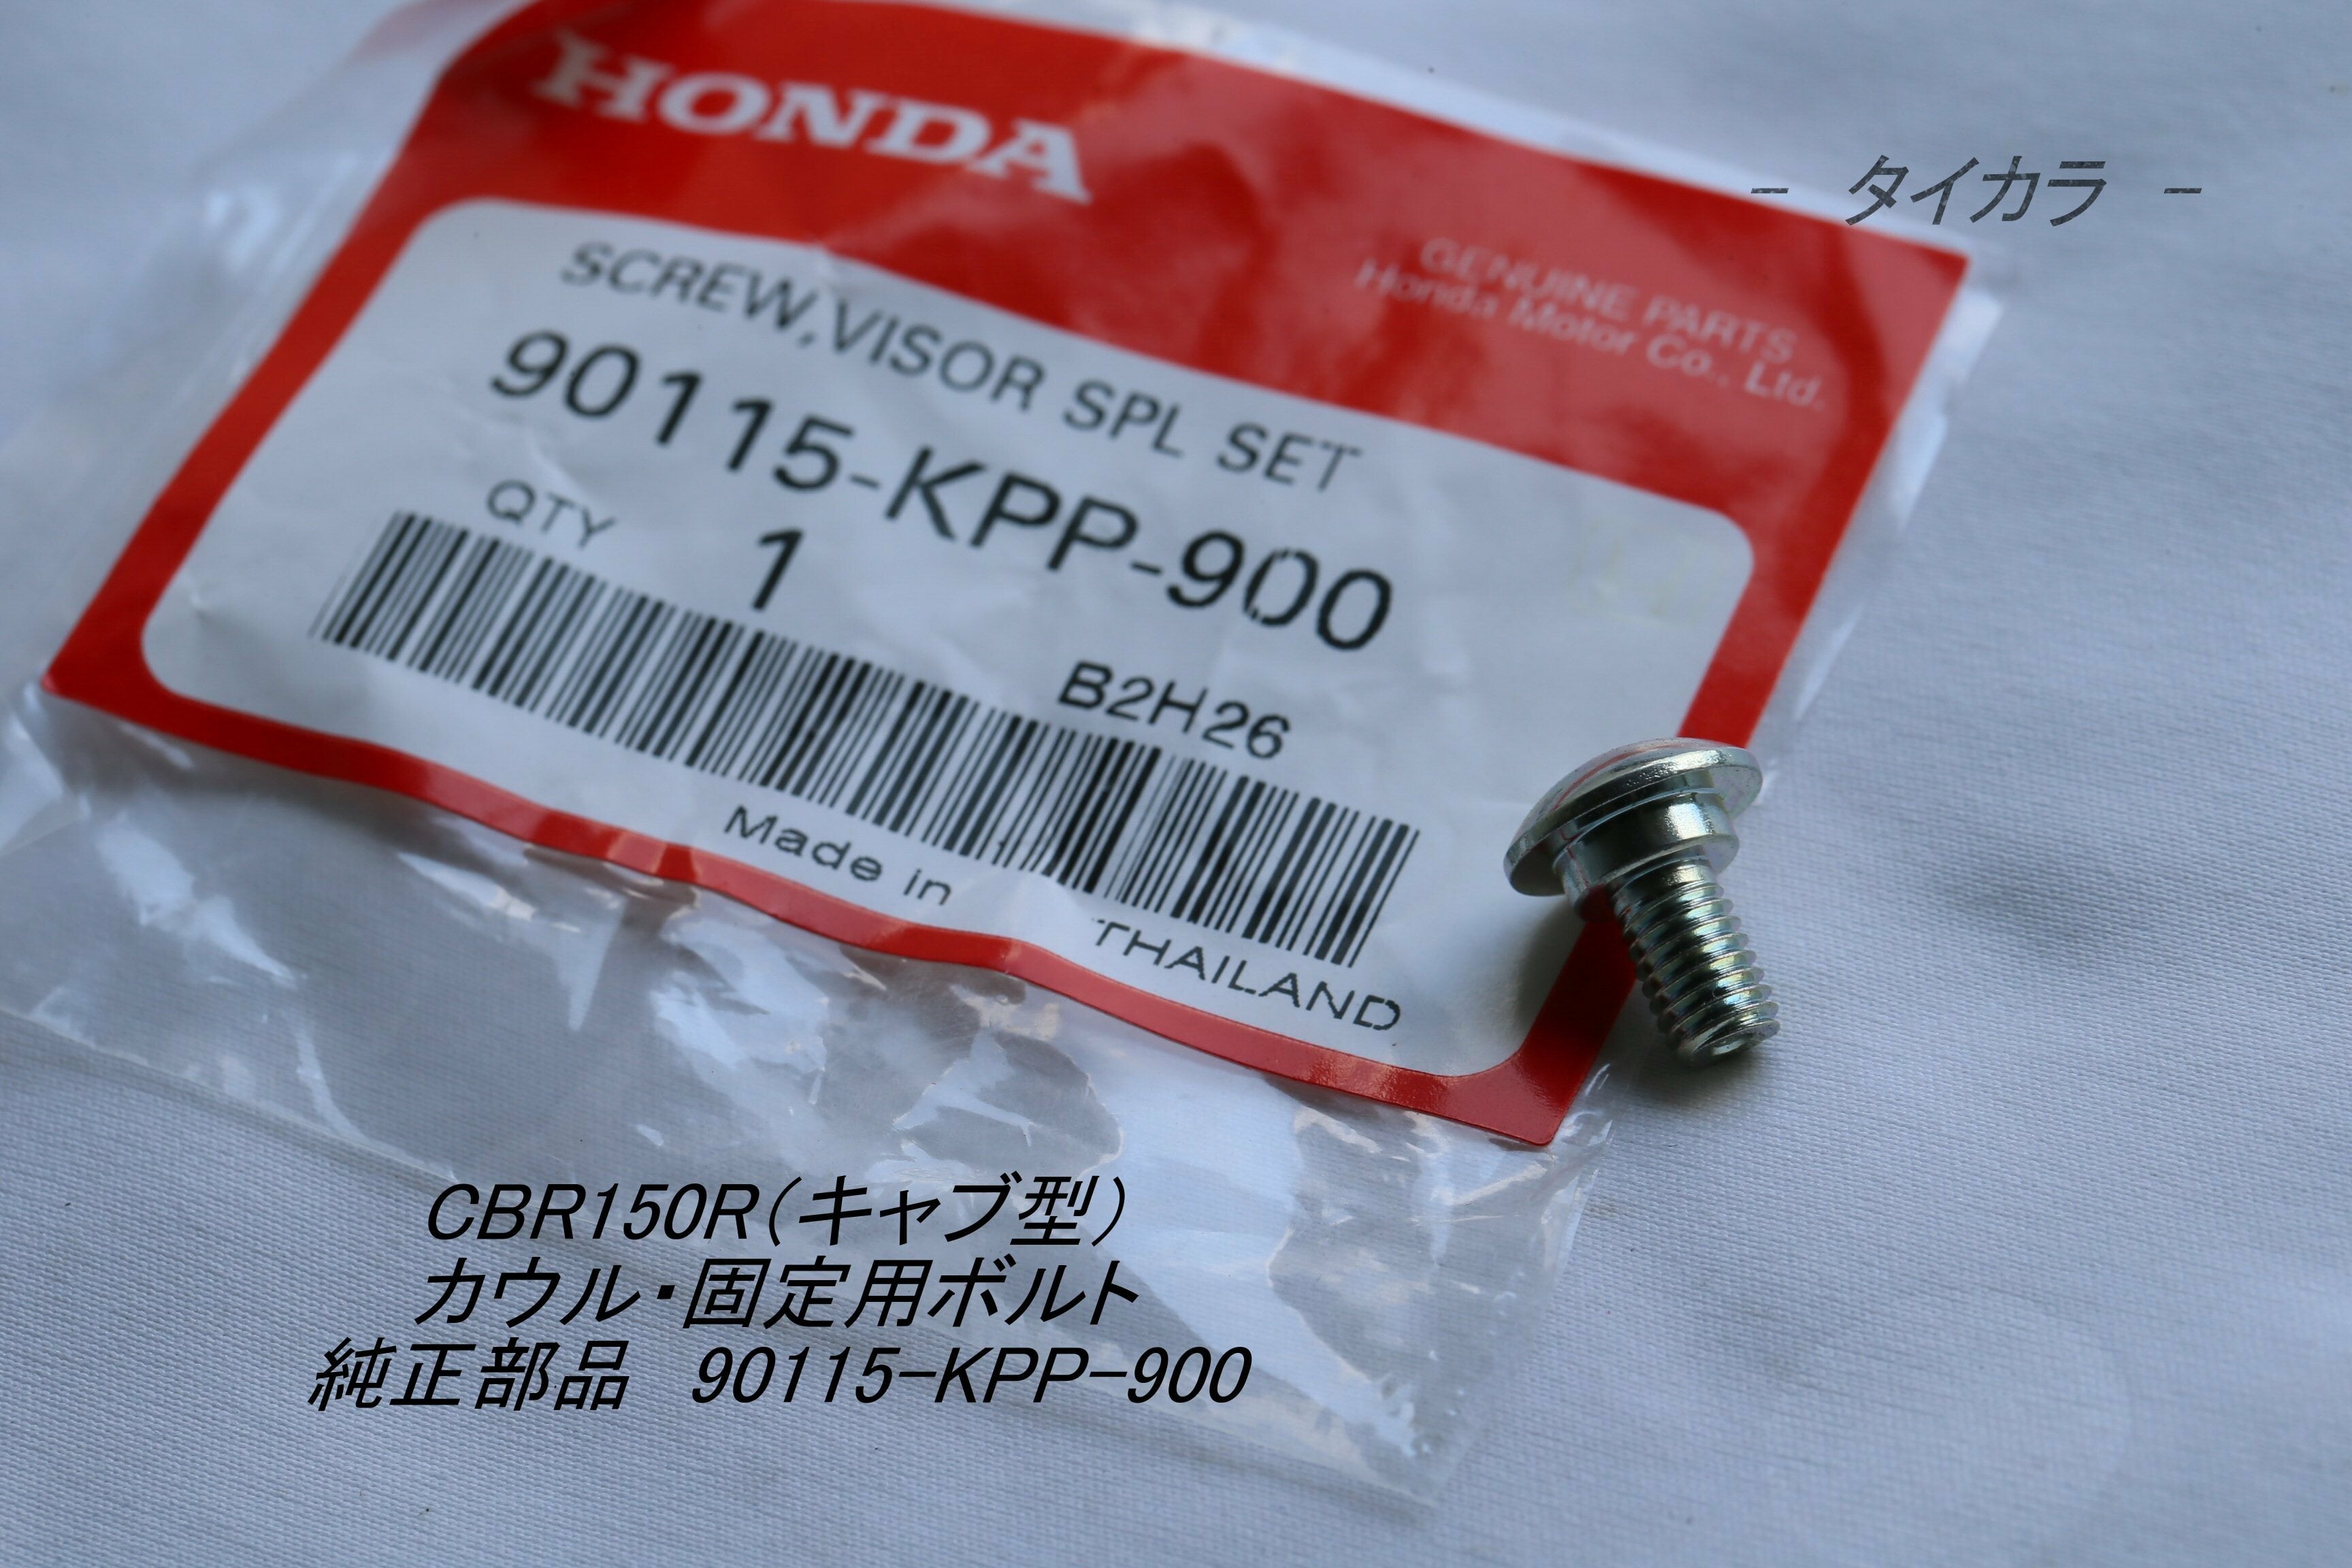 HONDA
- タイカラ -
GENUINE PARTS
Honda Motor Co., Ltd.
SCREW,VISOR SPL SET
90115-KPP-900
QTY 1
B2H26
Made in THAILAND
CBR150R(キャブ型)
カウル・固定用ボルト
純正部品 90115-KPP-900